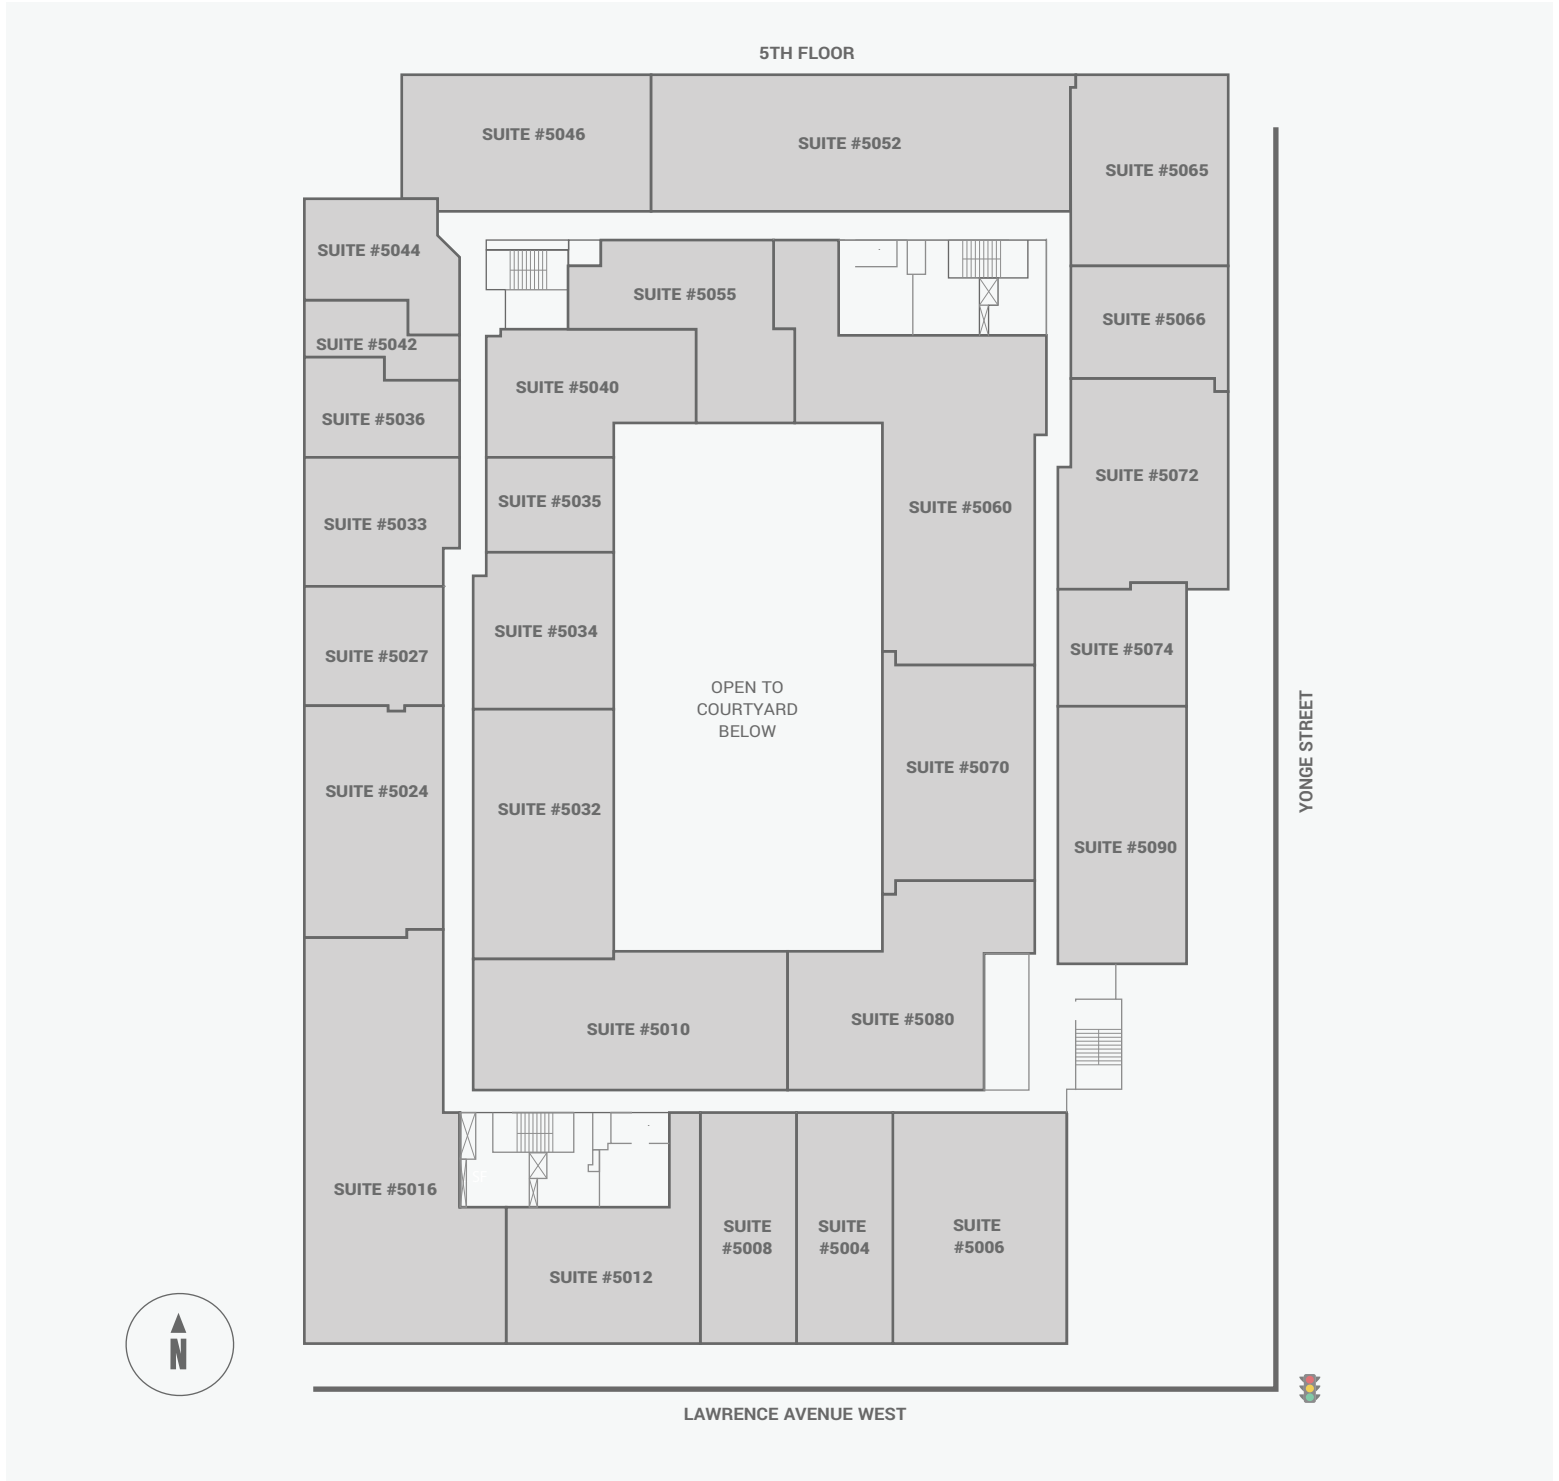 5TH FLOOR
SUITE #5046
SUITE #5052
SUITE #5065
SUITE #5044
SUITE #5055
SUITE #5066
SUITE #5042
SUITE #5040
SUITE #5036
SUITE #5072
SUITE #5035
SUITE #5060
SUITE #5033
SUITE #5034
SUITE #5074
SUITE #5027
OPEN TO
COURTYARD
BELOW
YONGE STREET
SUITE #5070
SUITE #5024
SUITE #5032
SUITE #5090
SUITE #5080
SUITE #5010
SUITE #5016
SUITE
#5008
SUITE
#5004
SUITE
#5006
SUITE #5012
N
LAWRENCE AVENUE WEST